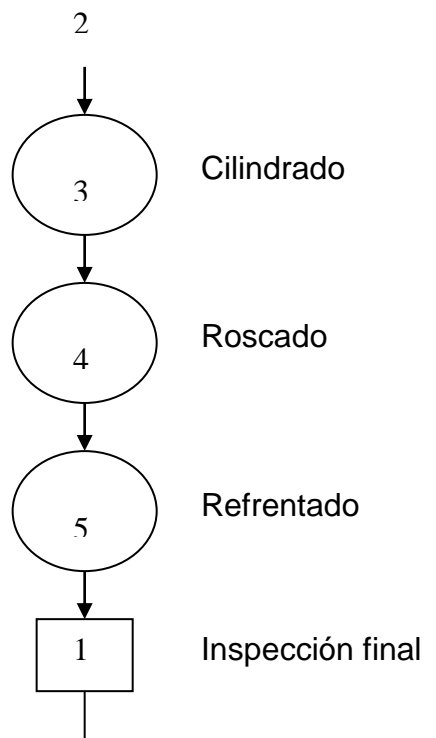 2
3 Cilindrado
4 Roscado
5 Refrentado
1 Inspección final